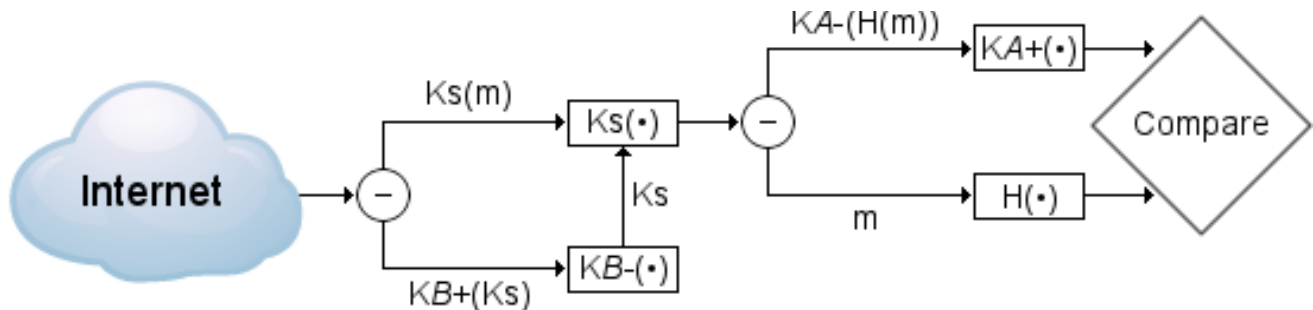 KA-(H(m))
KA+(•)
Ks(m)
Ks(•)
−
Compare
Internet
−
Ks
H(•)
m
KB-(•)
KB+(Ks)